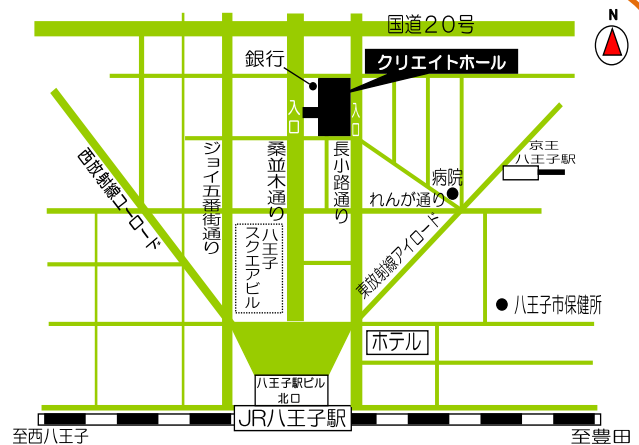 国道20号
N
銀行
クリエイトホール
入口
入口
西放射線ユーロード
ジョイ五番街通り
桑並木通り
長小路通り
病院
京王
八王子駅
れんが通り
東放射線アイロード
八王子
スクエアビル
八王子市保健所
ホテル
八王子駅ビル
北口
JR八王子駅
至西八王子
至豊田